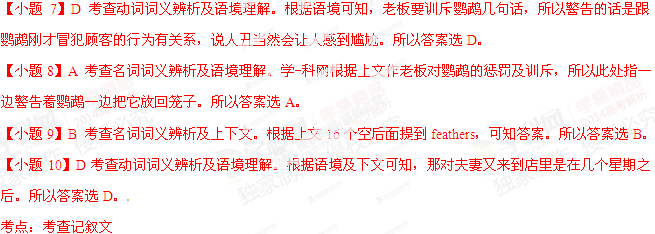 【小题 7】D 考查动词词义辨析及语境理解。根据语境可知，老板要训斥鹦鹉几句话，所以警告的话是跟
鹦鹉刚才冒犯顾客的行为有关系，说人丑当然会让人感到尴尬。所以答案选 D。
【小题 8】A 考查名词词义辨析及语境理解。学-科网根据上文作老板对鹦鹉的惩罚及训斥，所以此处指一
边警告着鹦鹉一边把它放回笼子。所以答案选 A。
【小题 9】B 考查名词词义辨析及上下文。根据上文 16 个空后面提到 feathers，可知答案。所以答案选 B。
【小题 10】D 考查动词词义辨析及语境理解。根据语境及下文可知，那对夫妻又来到店里是在几个星期之
后。所以答案选 D。.
考点：考查记叙文